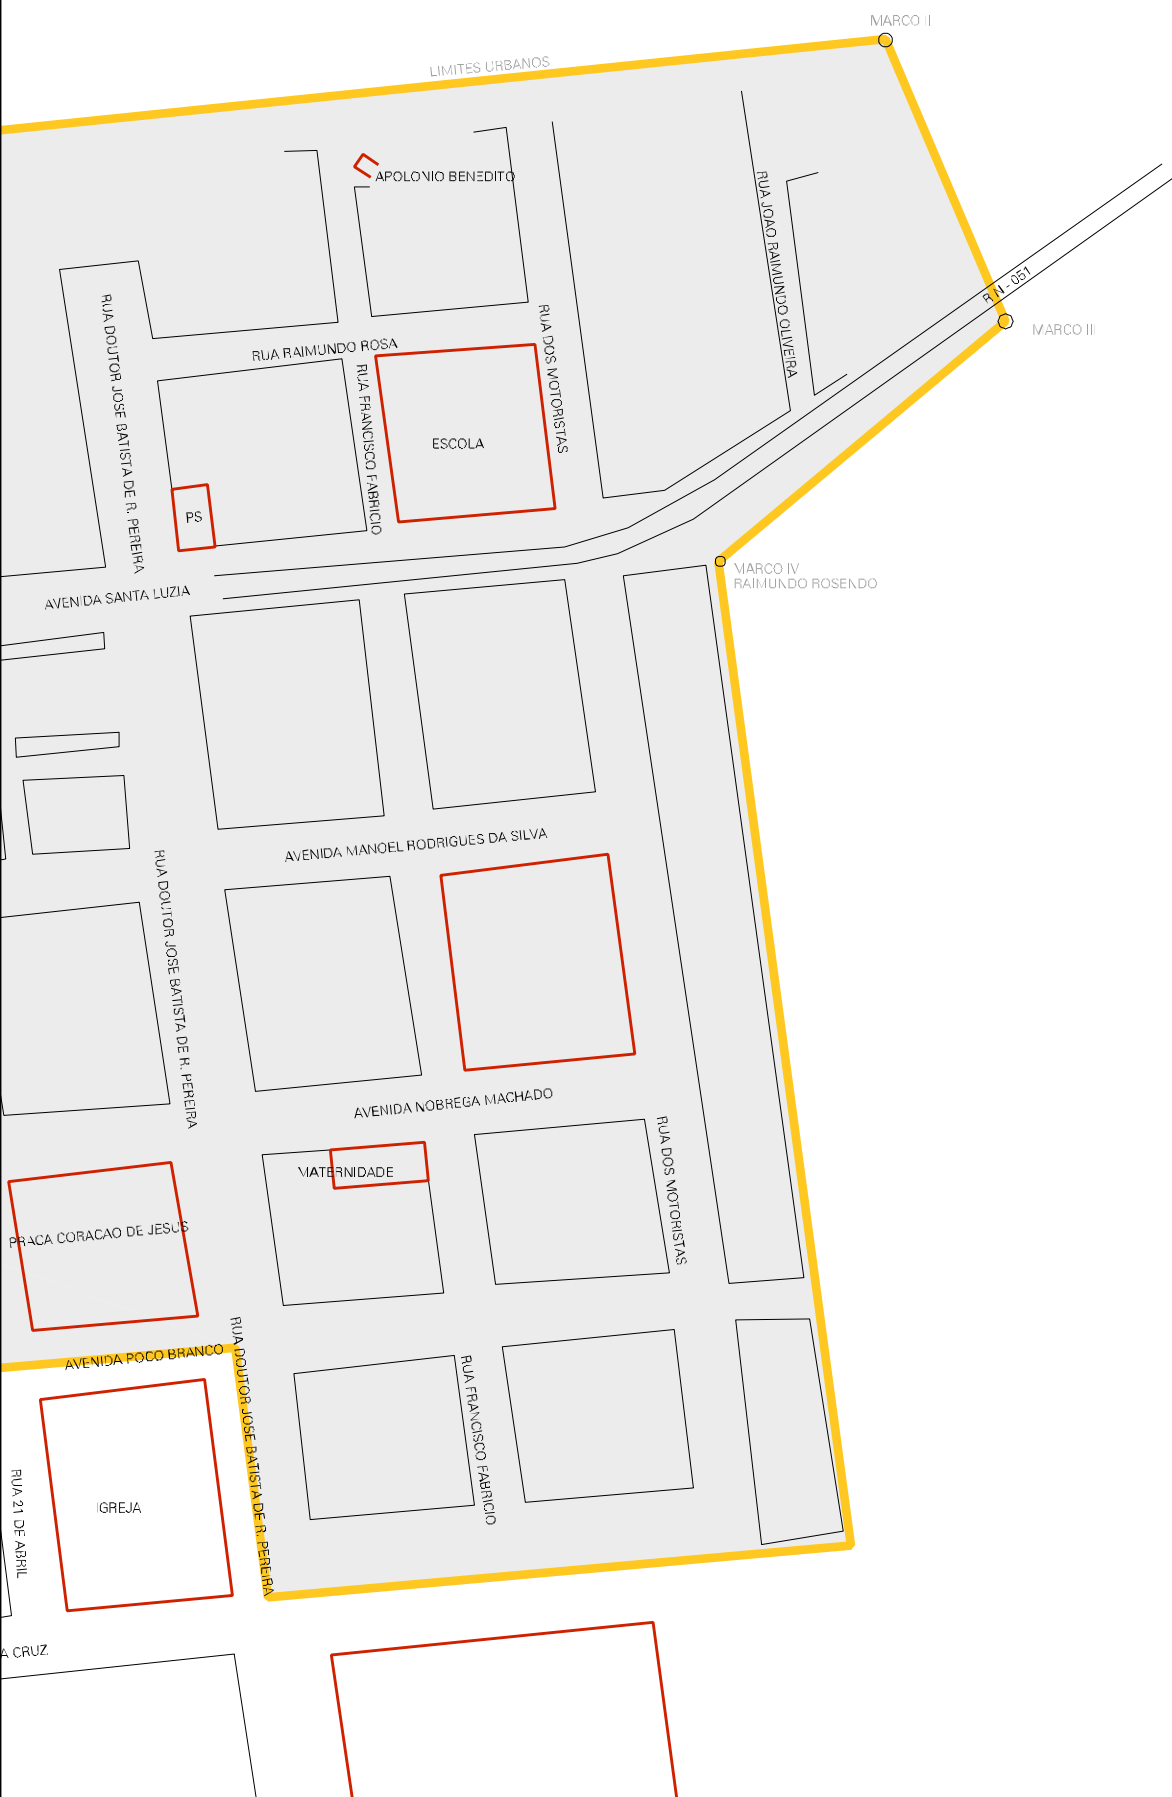 MARCO II
LIMITES URBANOS
APOLONIO BENEDITO
RUA JOAO RAIMUNDO OLIVEIRA
RN - 051
MARCO III
RUA DOUTOR JOSE BATISTA DE R. PEREIRA
RUA RAIMUNDO ROSA
RUA DOS MOTORISTAS
RUA FRANCISCO FABRICIO
ESCOLA
PS
MARCO IV
RAIMUNDO ROSENDO
AVENIDA SANTA LUZIA
AVENIDA MANOEL RODRIGUES DA SILVA
RUA DOUTOR JOSE BATISTA DE R. PEREIRA
AVENIDA NOBREGA MACHADO
RUA DOS MOTORISTAS
MATERNIDADE
PRACA CORACAO DE JESUS
RUA DOUTOR JOSE BATISTA DE R. PEREIRA
AVENIDA POCO BRANCO
RUA FRANCISCO FABRICIO
RUA 21 DE ABRIL
IGREJA
A CRUZ